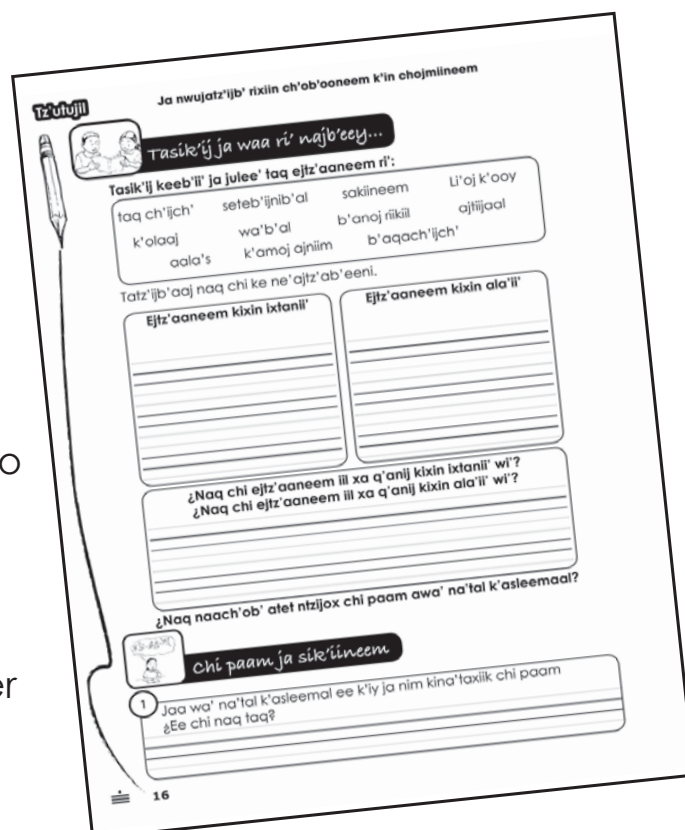 Tz'utujil
Ja nwujatz'ijb' rixiin ch'ob'ooneem k'in chojmiineem
Tasik'ij ja waa ri' najb'eey...
Tasik'ij keeb'ii' ja julee' taq ejtz'aaneem ri':
taq ch'ijch' seteb'ijnib'al sakiineem Li'oj k'ooy
k'olaaj wa'b'al b'anoj riikiil ajtiijaal
aala's k'amoj ajniim b'aqach'ijch'
Tatz'ijb'aaj naq chi ke ne'ajtz'ab'eeni.
Ejtz'aaneem kixin ixtanii'
Ejtz'aaneem kixin ala'ii'
¿Naq chi ejtz'aaneem iil xa q'anij kixin ixtanii' wi'?
¿Naq chi ejtz'aaneem iil xa q'anij kixin ala'ii' wi'?
o
¿Naq naach'ob' atet ntzijox chi paam awa' na'tal k'asleemaal?
er
Chi paam ja sik'iineem
1
Jaa wa' na'tal k'asleemal ee k'iy ja nim kina'taxiik chi paam
¿Ee chi naq taq?
16